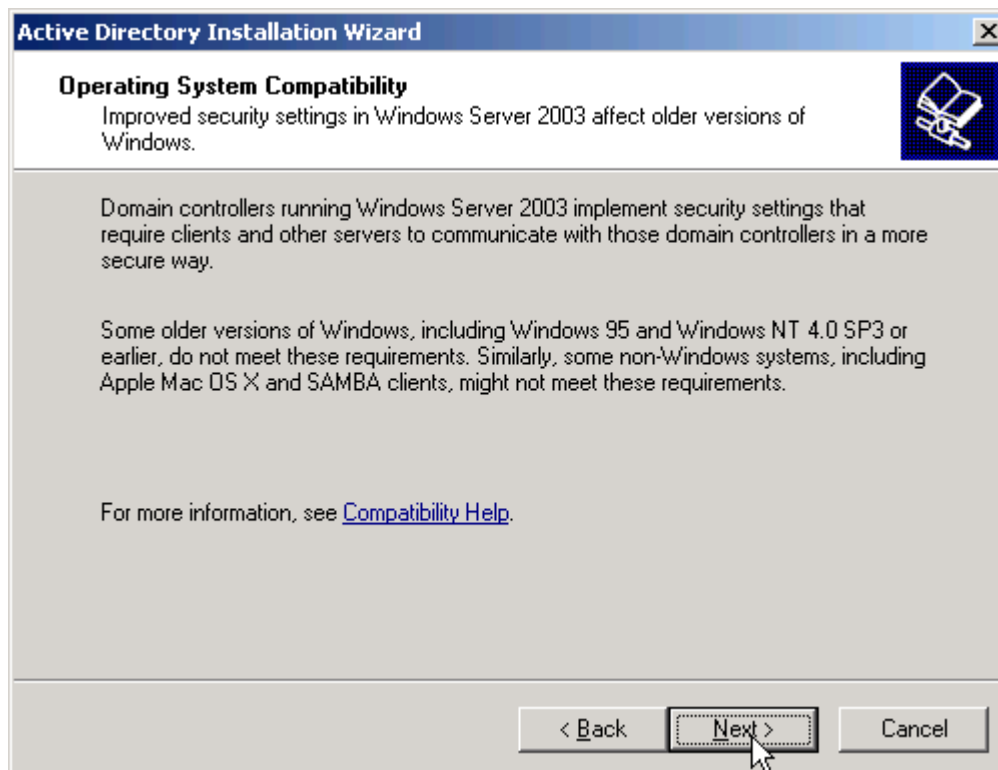 Active Directory Installation Wizard
Operating System Compatibility
Improved security settings in Windows Server 2003 affect older versions of
Windows.
Domain controllers running Windows Server 2003 implement security settings that
require clients and other servers to communicate with those domain controllers in a more
secure way.
Some older versions of Windows, including Windows 95 and Windows NT 4.0 SP3 or
earlier, do not meet these requirements. Similarly, some non-Windows systems, including
Apple Mac OS X and SAMBA clients, might not meet these requirements.
For more information, see Compatibility Help.
< Back Next > Cancel